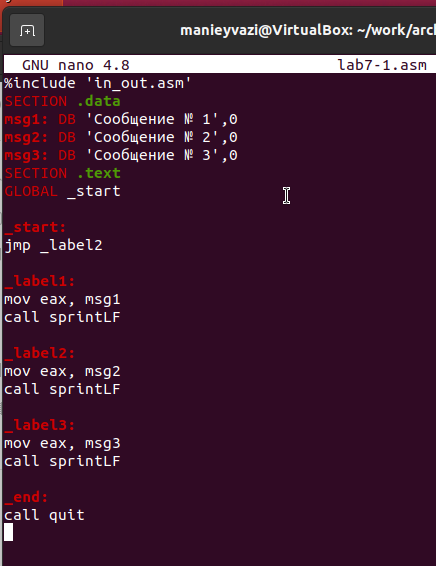 manieyvazi@VirtualBox: ~/work/arc
GNU nano 4.8 lab7-1.asm
%include 'in_out.asm'
SECTION .data
msg1: DB 'Сообщение № 1',0
msg2: DB 'Сообщение № 2',0
msg3: DB 'Сообщение № 3',0
SECTION .text
GLOBAL _start
_start:
jmp _label2
_label1:
mov eax, msg1
call sprintLF
_label2:
mov eax, msg2
call sprintLF
_label3:
mov eax, msg3
call sprintLF
_end:
call quit